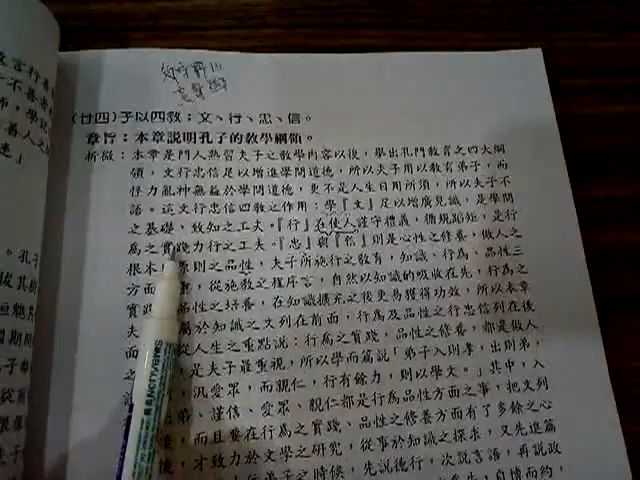 (廿四)子以四教：文、行、忠、信。
章旨：本章說明孔子的教學綱領。
析微：本章是門人熟習夫子之教學內容以後，舉出孔門教育之四大綱
領，文行忠信足以增進學問道德，所以夫子用以教育弟子，而
怪力亂神無益於學問道德，更不是人生日用所須，所以夫子不
語。這文行忠信四教之作用：學『文』足以增廣見識，是學問
之基礎，致知之工夫。『行』在使人謹守禮義，循規蹈矩，是行
為之實踐力行之工夫。『忠』與『信』則是心性之修養，做人之
根本 原則之品性，夫子所施行之教育，知識、行為、品性三
方面 ，從施教之程序言，自然以知識的吸收在先，行為之
實踐 品性之培養，在知識擴充之後更易獲得功效，所以本章
夫 屬於知識之文列在前面，行為及品性之行忠信列在後
面 從人生之重點說：行為之實踐，品性之修養，都是做人
之 是夫子最重視，所以學而篇說「弟子入則孝，出則弟，
汎愛眾，而親仁，行有餘力，則以學文。」其中，入
弟、謹信、愛眾、親仁都是行為品性方面之事，把文列
後，而且要在行為之實踐、品性之修養方面有了多餘之心
後，才致力於文學之研究，從事於知識之探求，又先進篇
弟子之時候，先說德行，次說言語，再說政